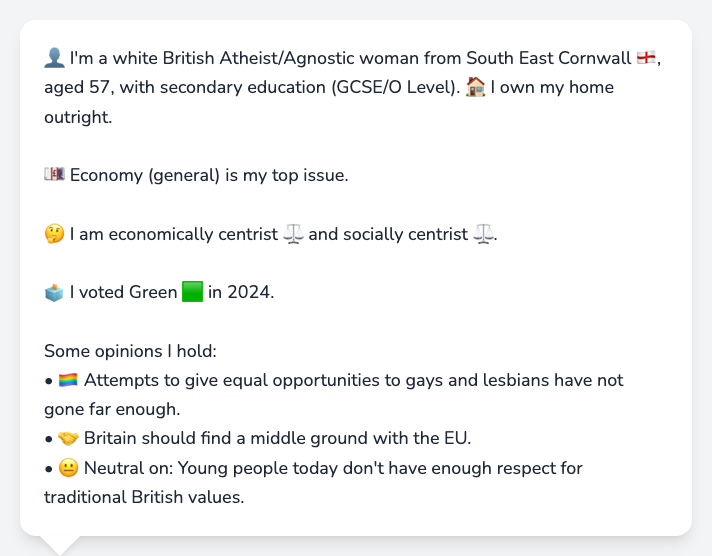 👤 I'm a white British Atheist/Agnostic woman from South East Cornwall 🏴󠁧󠁢󠁥󠁮󠁧󠁿,
aged 57, with secondary education (GCSE/O Level). 🏠 I own my home
outright.
💷 Economy (general) is my top issue.
🤔 I am economically centrist ⚖️ and socially centrist ⚖️.
🗳️ I voted Green 🟩 in 2024.
Some opinions I hold:
• 🏳️‍🌈 Attempts to give equal opportunities to gays and lesbians have not
gone far enough.
• 🤝 Britain should find a middle ground with the EU.
• 😐 Neutral on: Young people today don't have enough respect for
traditional British values.